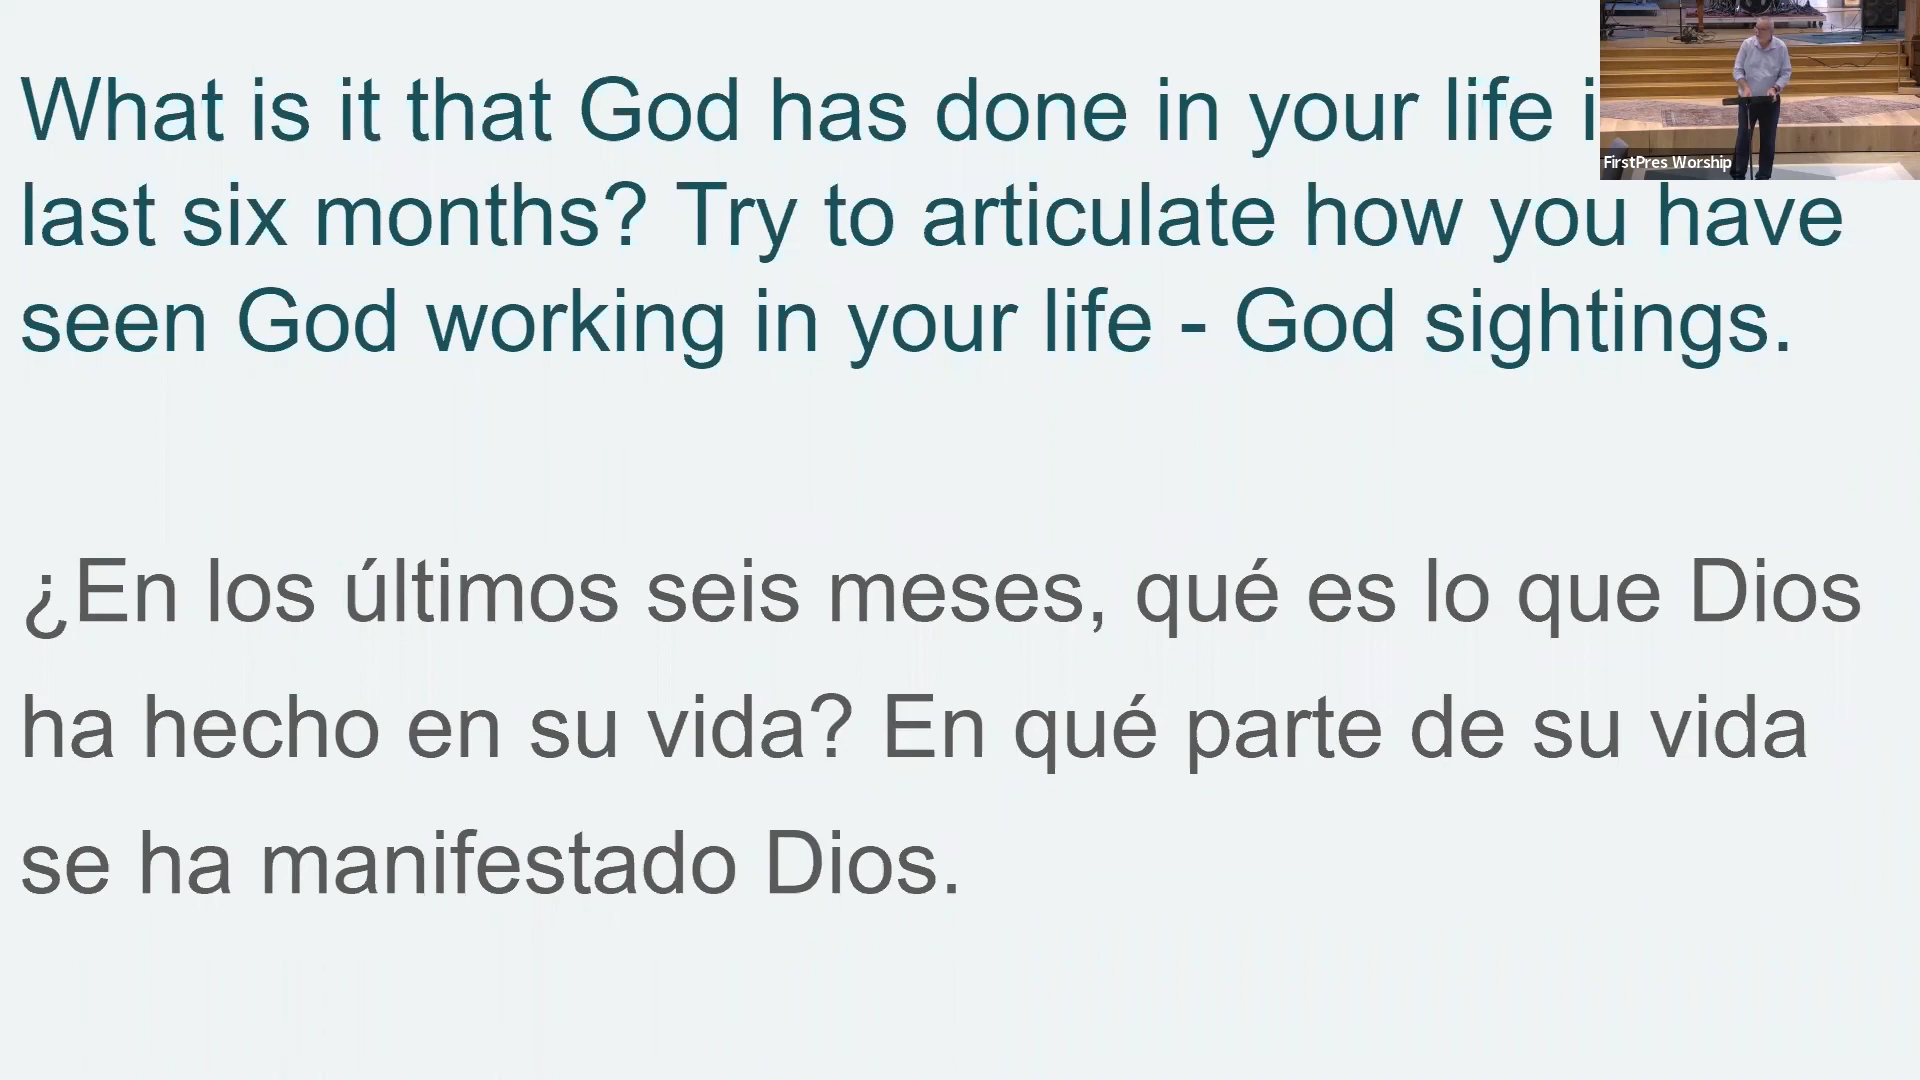 What is it that God has done in your life
last six months? Try to articulate how you have
seen God working in your life - God sightings.
¿En los últimos seis meses, qué es lo que Dios
ha hecho en su vida? En qué parte de su vida
se ha manifestado Dios.
FirstPres Worship